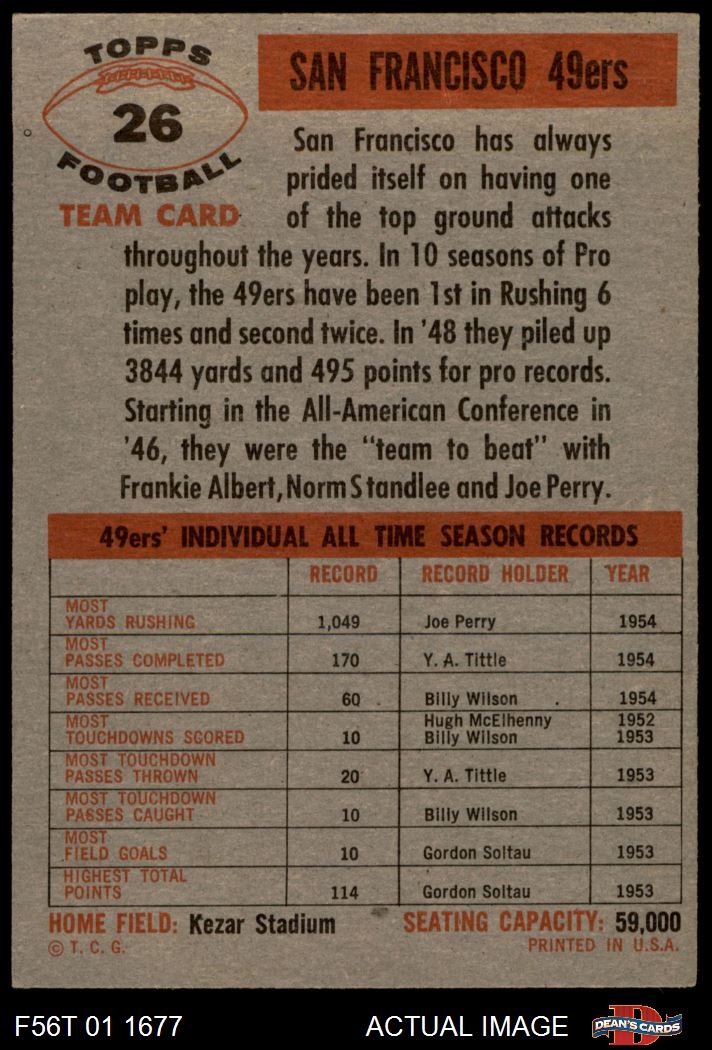 TOPPS
26
FOOTBALL
TEAM CARD
SAN FRANCISCO 49ers
San Francisco has always
prided itself on having one
of the top ground attacks
throughout the years. In 10 seasons of Pro
play, the 49ers have been 1st in Rushing 6
times and second twice. In '48 they piled up
3844 yards and 495 points for pro records.
Starting in the All-American Conference in
'46, they were the "team to beat" with
Frankie Albert, Norm Standlee and Joe Perry.
49ers' INDIVIDUAL ALL TIME SEASON RECORDS
RECORD RECORD HOLDER YEAR
MOST
YARDS RUSHING 1,049 Joe Perry 1954
MOST
PASSES COMPLETED 170 Y. A. Tittle 1954
MOST
PASSES RECEIVED 60 Billy Wilson 1954
MOST Hugh McElhenny 1952
TOUCHDOWNS SCORED 10 Billy Wilson 1953
MOST TOUCHDOWN
PASSES THROWN 20 Y. A. Tittle 1953
MOST TOUCHDOWN
PASSES CAUGHT 10 Billy Wilson 1953
MOST
FIELD GOALS 10 Gordon Soltau 1953
HIGHEST TOTAL
POINTS 114 Gordon Soltau 1953
HOME FIELD: Kezar Stadium SEATING CAPACITY: 59,000
© T. C. G. PRINTED IN U.S.A.
F56T 01 1677 ACTUAL IMAGE D DEAN'S CARDS